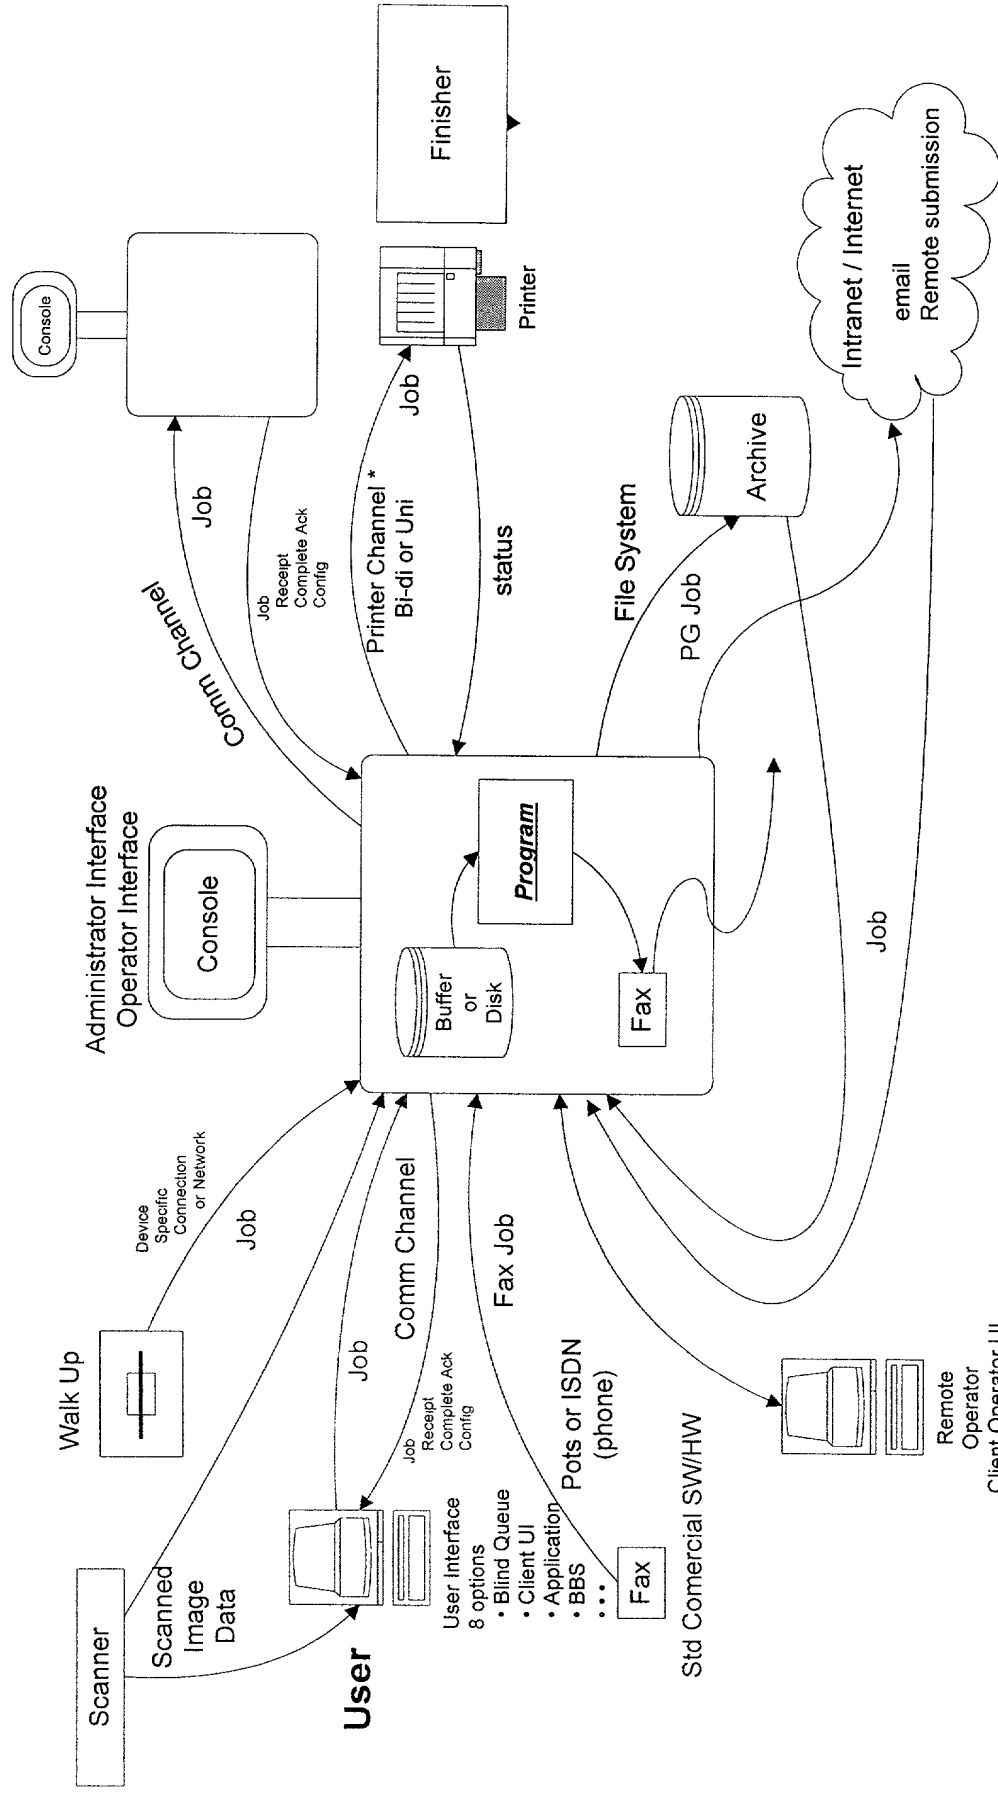 Scanner
Scanned
Image
Data
Walk Up
Device
Specific
Connection
or Network
Job
User
User Interface
8 options
• Blind Queue
• Client UI
• Application
• BBS
• • •
Job
Comm Channel
Job
Receipt
Complete Ack
Config
Fax Job
Pots or ISDN
(phone)
Fax
Std Comercial SW/HW
Remote
Operator
Client Operator UI
Administrator Interface
Operator Interface
Console
Buffer
or
Disk
Program
Fax
Comm Channel
Job
Job
Receipt
Complete Ack
Config
Console
Printer Channel *
Bi-di or Uni
Job
status
Printer
Finisher
File System
PG Job
Archive
Job
Intranet / Internet
email
Remote submission